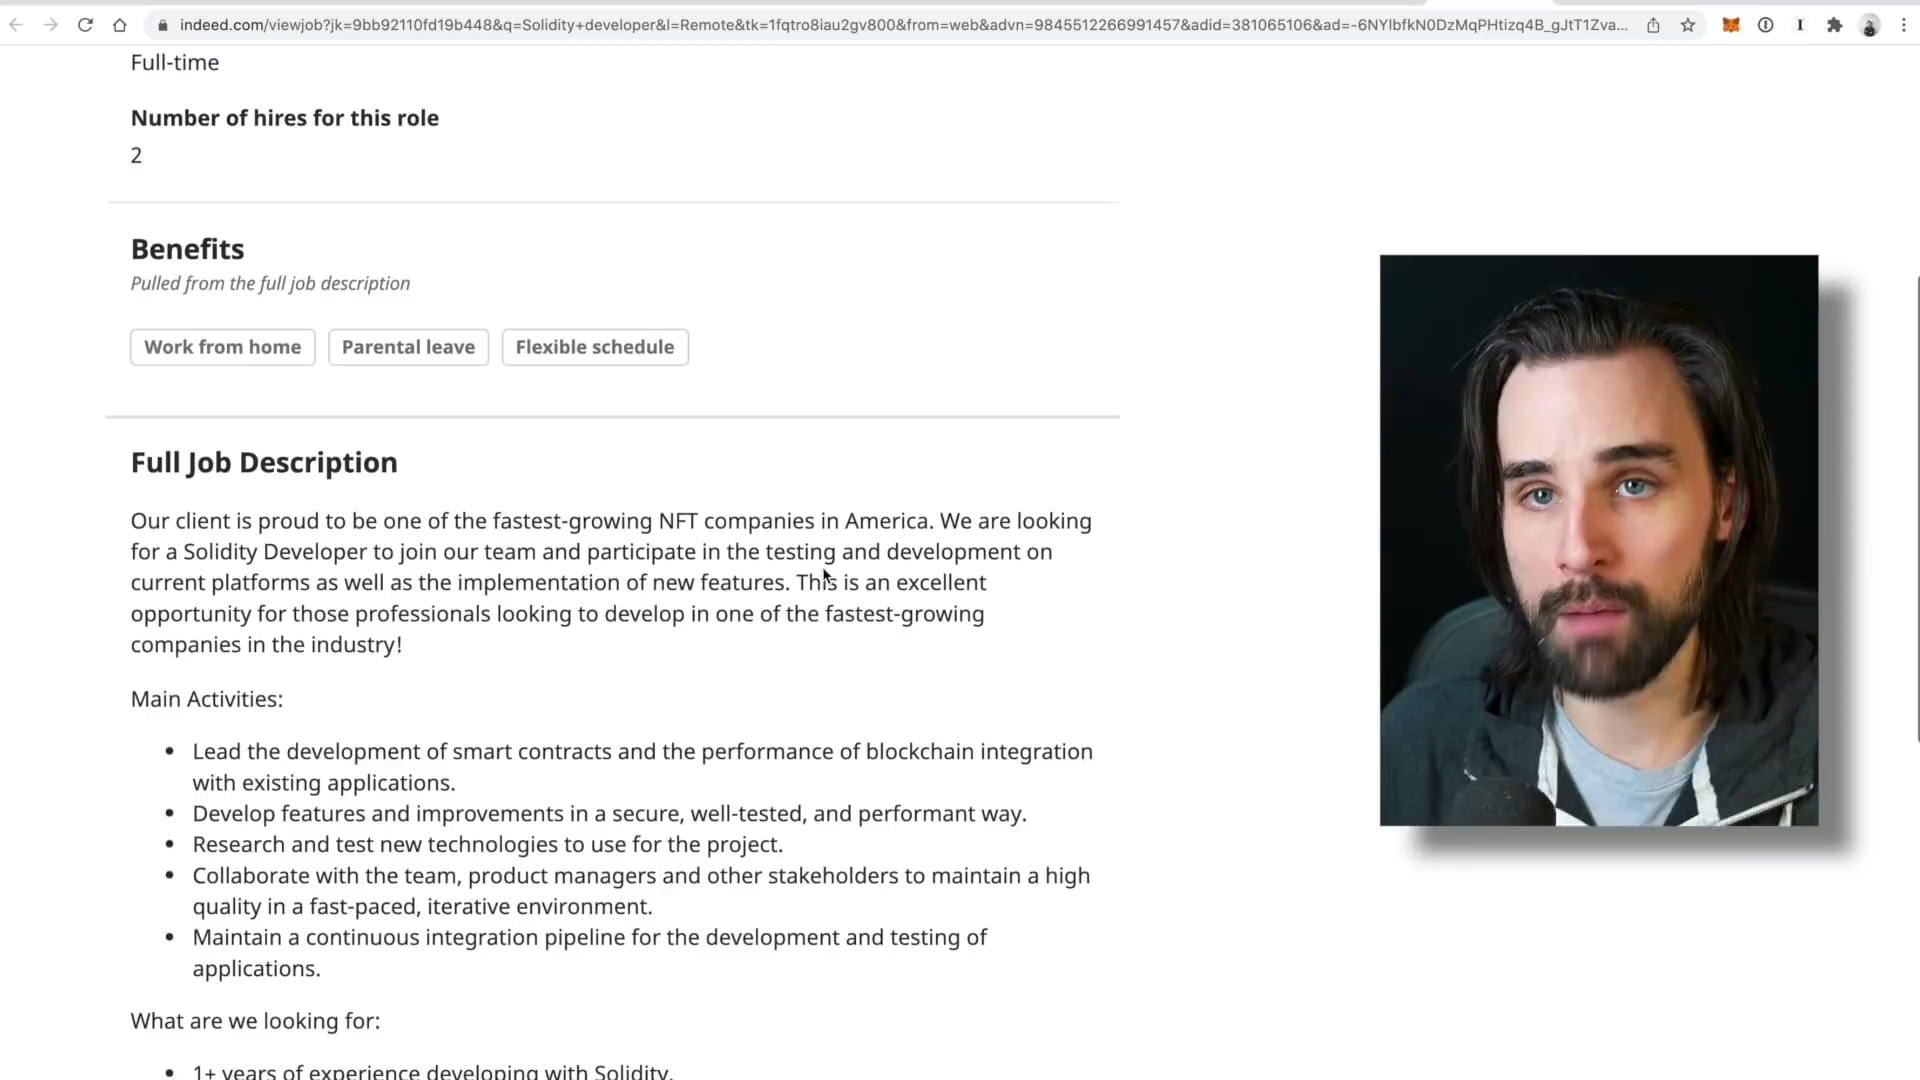 indeed.com/viewjob?jk=9bb92110fd19b448&q=Solidity+developer&l=Remote&tk=1fqtro8iau2gv800&from=web&advn=9845512266991457&adid=381065106&ad=-6NYlbfkN0DzMqPHtizq4B_gJtT1Zva...
Full-time
Number of hires for this role
2
Benefits
Pulled from the full job description
Work from home Parental leave Flexible schedule
Full Job Description
Our client is proud to be one of the fastest-growing NFT companies in America. We are looking
for a Solidity Developer to join our team and participate in the testing and development on
current platforms as well as the implementation of new features. This is an excellent
opportunity for those professionals looking to develop in one of the fastest-growing
companies in the industry!
Main Activities:
• Lead the development of smart contracts and the performance of blockchain integration
with existing applications.
• Develop features and improvements in a secure, well-tested, and performant way.
• Research and test new technologies to use for the project.
• Collaborate with the team, product managers and other stakeholders to maintain a high
quality in a fast-paced, iterative environment.
• Maintain a continuous integration pipeline for the development and testing of
applications.
What are we looking for:
• 1+ years of experience developing with Solidity.